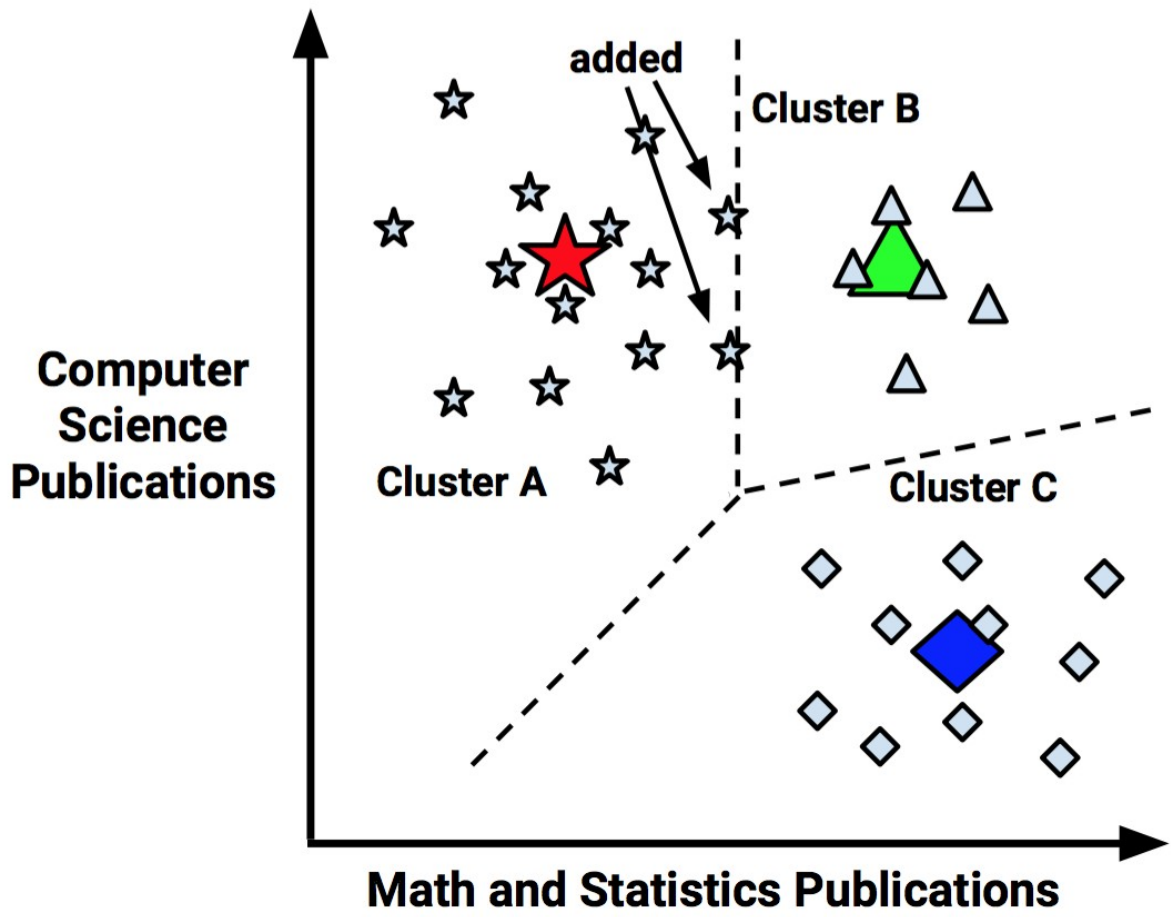 added
Cluster B
Computer
Science
Publications
Cluster A
Cluster C
Math and Statistics Publications